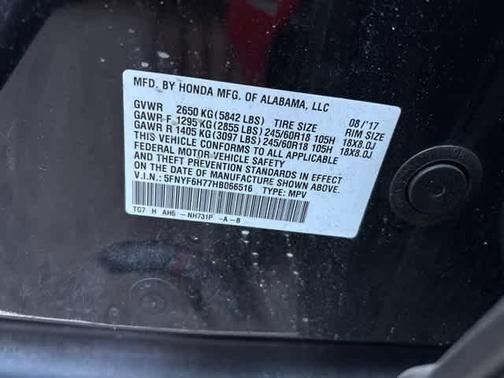 MFD. BY HONDA MFG. OF ALABAMA, LLC 08/'17
GVWR 2650 KG (5842 LBS) TIRE SIZE RIM SIZE
GAWR F 1295 KG (2855 LBS) 245/60R18 105H 18X8.0J
GAWR R 1405 KG (3097 LBS) 245/60R18 105H 18X8.0J
THIS VEHICLE CONFORMS TO ALL APPLICABLE
FEDERAL MOTOR VEHICLE SAFETY AND
THEFT PREVENTION STANDARDS IN EFFECT ON
THE DATE OF MANUFACTURE SHOWN ABOVE.
V.I.N.: 5FNYF6H77HB066516 TYPE: MPV
TG7 H AH6 -NH731P -A -B